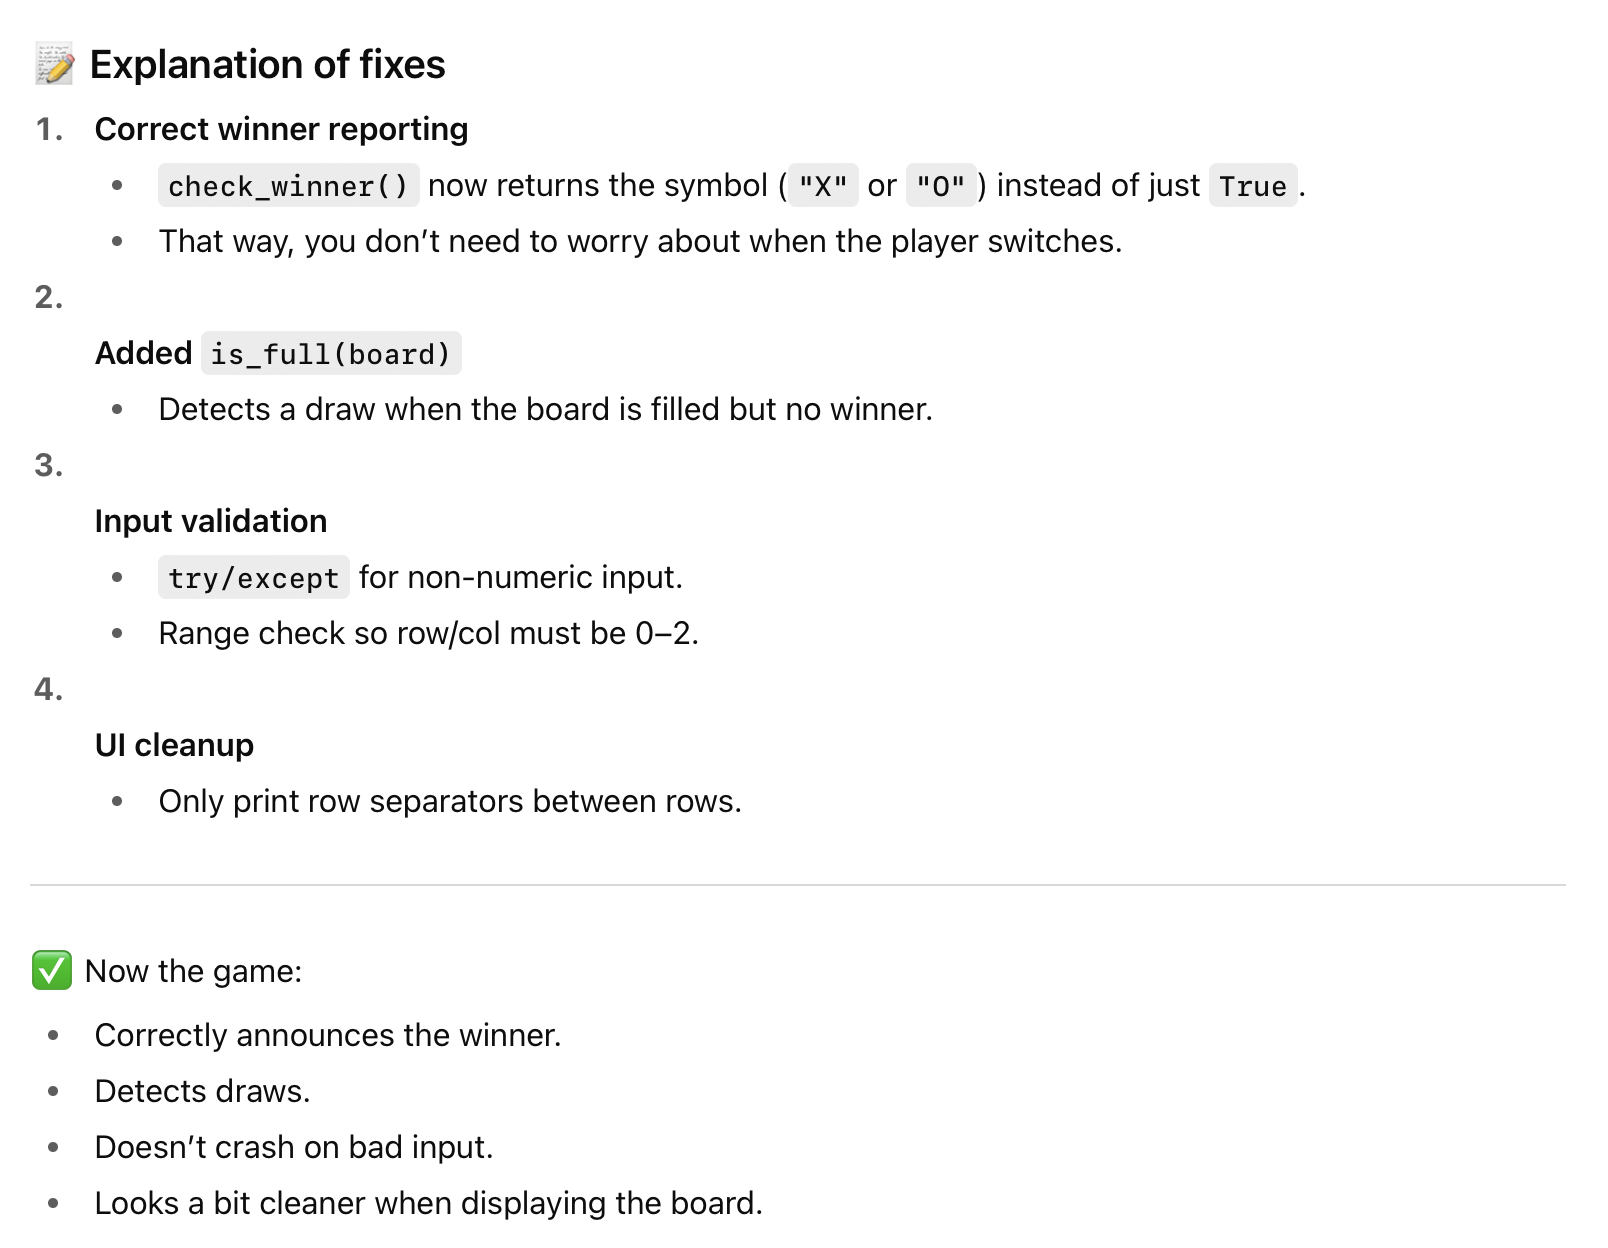 📝 Explanation of fixes
1. Correct winner reporting
• check_winner() now returns the symbol ("X" or "O") instead of just True.
• That way, you don’t need to worry about when the player switches.
2.
Added is_full(board)
• Detects a draw when the board is filled but no winner.
3.
Input validation
• try/except for non-numeric input.
• Range check so row/col must be 0–2.
4.
UI cleanup
• Only print row separators between rows.
✅ Now the game:
• Correctly announces the winner.
• Detects draws.
• Doesn’t crash on bad input.
• Looks a bit cleaner when displaying the board.